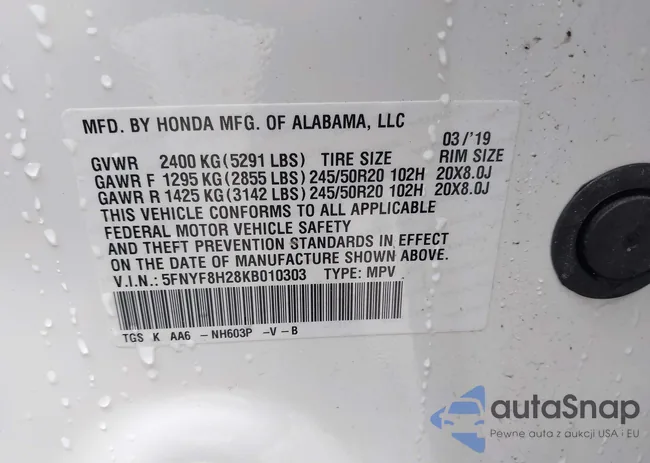 MFD. BY HONDA MFG. OF ALABAMA, LLC
03/'19
GVWR 2400 KG (5291 LBS) TIRE SIZE RIM SIZE
GAWR F 1295 KG (2855 LBS) 245/50R20 102H 20X8.0J
GAWR R 1425 KG (3142 LBS) 245/50R20 102H 20X8.0J
THIS VEHICLE CONFORMS TO ALL APPLICABLE
FEDERAL MOTOR VEHICLE SAFETY
AND THEFT PREVENTION STANDARDS IN EFFECT
ON THE DATE OF MANUFACTURE SHOWN ABOVE.
V.I.N.: 5FNYF8H28KB010303 TYPE: MPV
TGS K AA6 -NH603P -V-B
autaSnap
Pewne auta z aukcji USA i EU